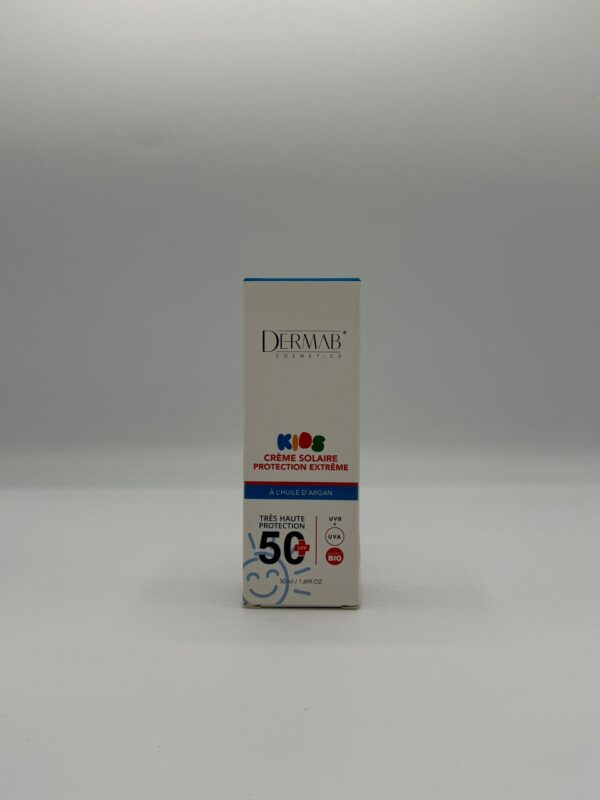 DERMAB®
COSMETICS
KIDS
CRÈME SOLAIRE
PROTECTION EXTRÊME
À L'HUILE D'ARGAN
TRÈS HAUTE
PROTECTION
50+
SPF
UVB
+
UVA
BIO
50ml / 1.69fl.OZ